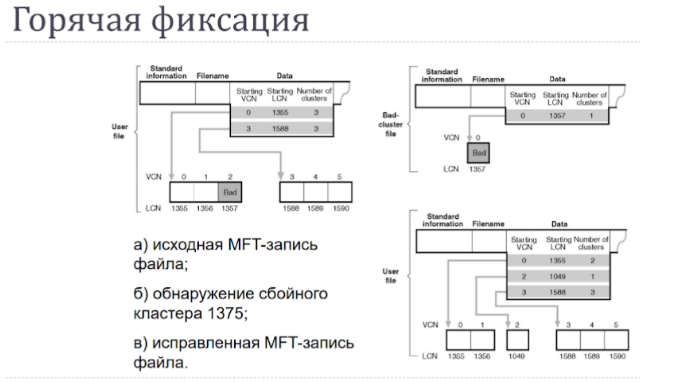 Горячая фиксация
Standard
information Filename Data
Starting Starting Number of
VCN LCN clusters
0 1355 3
3 1588 3
User
file
VCN 0 1 2 3 4 5
Bad
LCN 1355 1356 1357 1588 1589 1590
а) исходная MFT-запись
файла;
б) обнаружение сбойного
кластера 1375;
в) исправленная MFT-запись
файла.
Standard
information Filename Data
Starting Starting Number of
VCN LCN clusters
0 1357 1
Bad-
cluster
file
VCN 0
Bad
LCN 1357
Standard
information Filename Data
Starting Starting Number of
VCN LCN clusters
0 1355 2
2 1049 1
3 1588 3
User
file
VCN 0 1 2 3 4 5
LCN 1355 1356 1049 1588 1589 1590